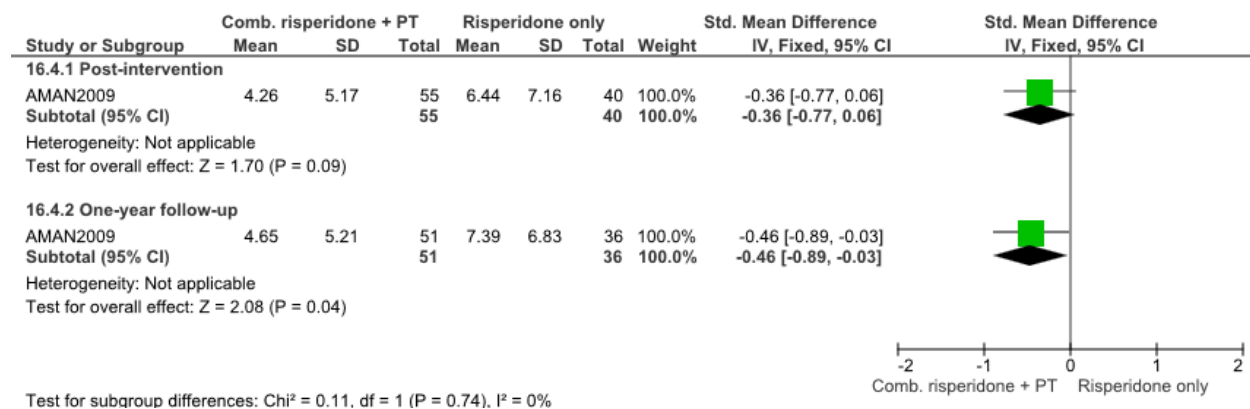 Comb. risperidone + PT Risperidone only Std. Mean Difference Std. Mean Difference
Study or Subgroup Mean SD Total Mean SD Total Weight IV, Fixed, 95% CI IV, Fixed, 95% CI
16.4.1 Post-intervention
AMAN2009 4.26 5.17 55 6.44 7.16 40 100.0% -0.36 [-0.77, 0.06]
Subtotal (95% CI) 55 40 100.0% -0.36 [-0.77, 0.06]
Heterogeneity: Not applicable
Test for overall effect: Z = 1.70 (P = 0.09)
16.4.2 One-year follow-up
AMAN2009 4.65 5.21 51 7.39 6.83 36 100.0% -0.46 [-0.89, -0.03]
Subtotal (95% CI) 51 36 100.0% -0.46 [-0.89, -0.03]
Heterogeneity: Not applicable
Test for overall effect: Z = 2.08 (P = 0.04)
-2 -1 0 1 2
Comb. risperidone + PT Risperidone only
Test for subgroup differences: Chi² = 0.11, df = 1 (P = 0.74), I² = 0%